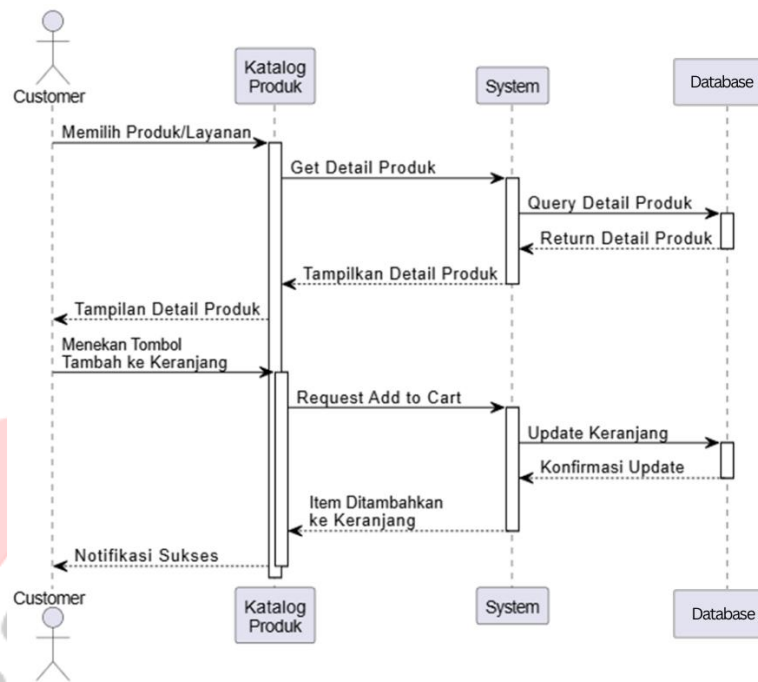 Customer
Katalog
Produk
System
Database
Memilih Produk/Layanan
Get Detail Produk
Query Detail Produk
Return Detail Produk
Tampilkan Detail Produk
Tampilan Detail Produk
Menekan Tombol
Tambah ke Keranjang
Request Add to Cart
Update Keranjang
Konfirmasi Update
Item Ditambahkan
ke Keranjang
Notifikasi Sukses
Customer
Katalog
Produk
System
Database